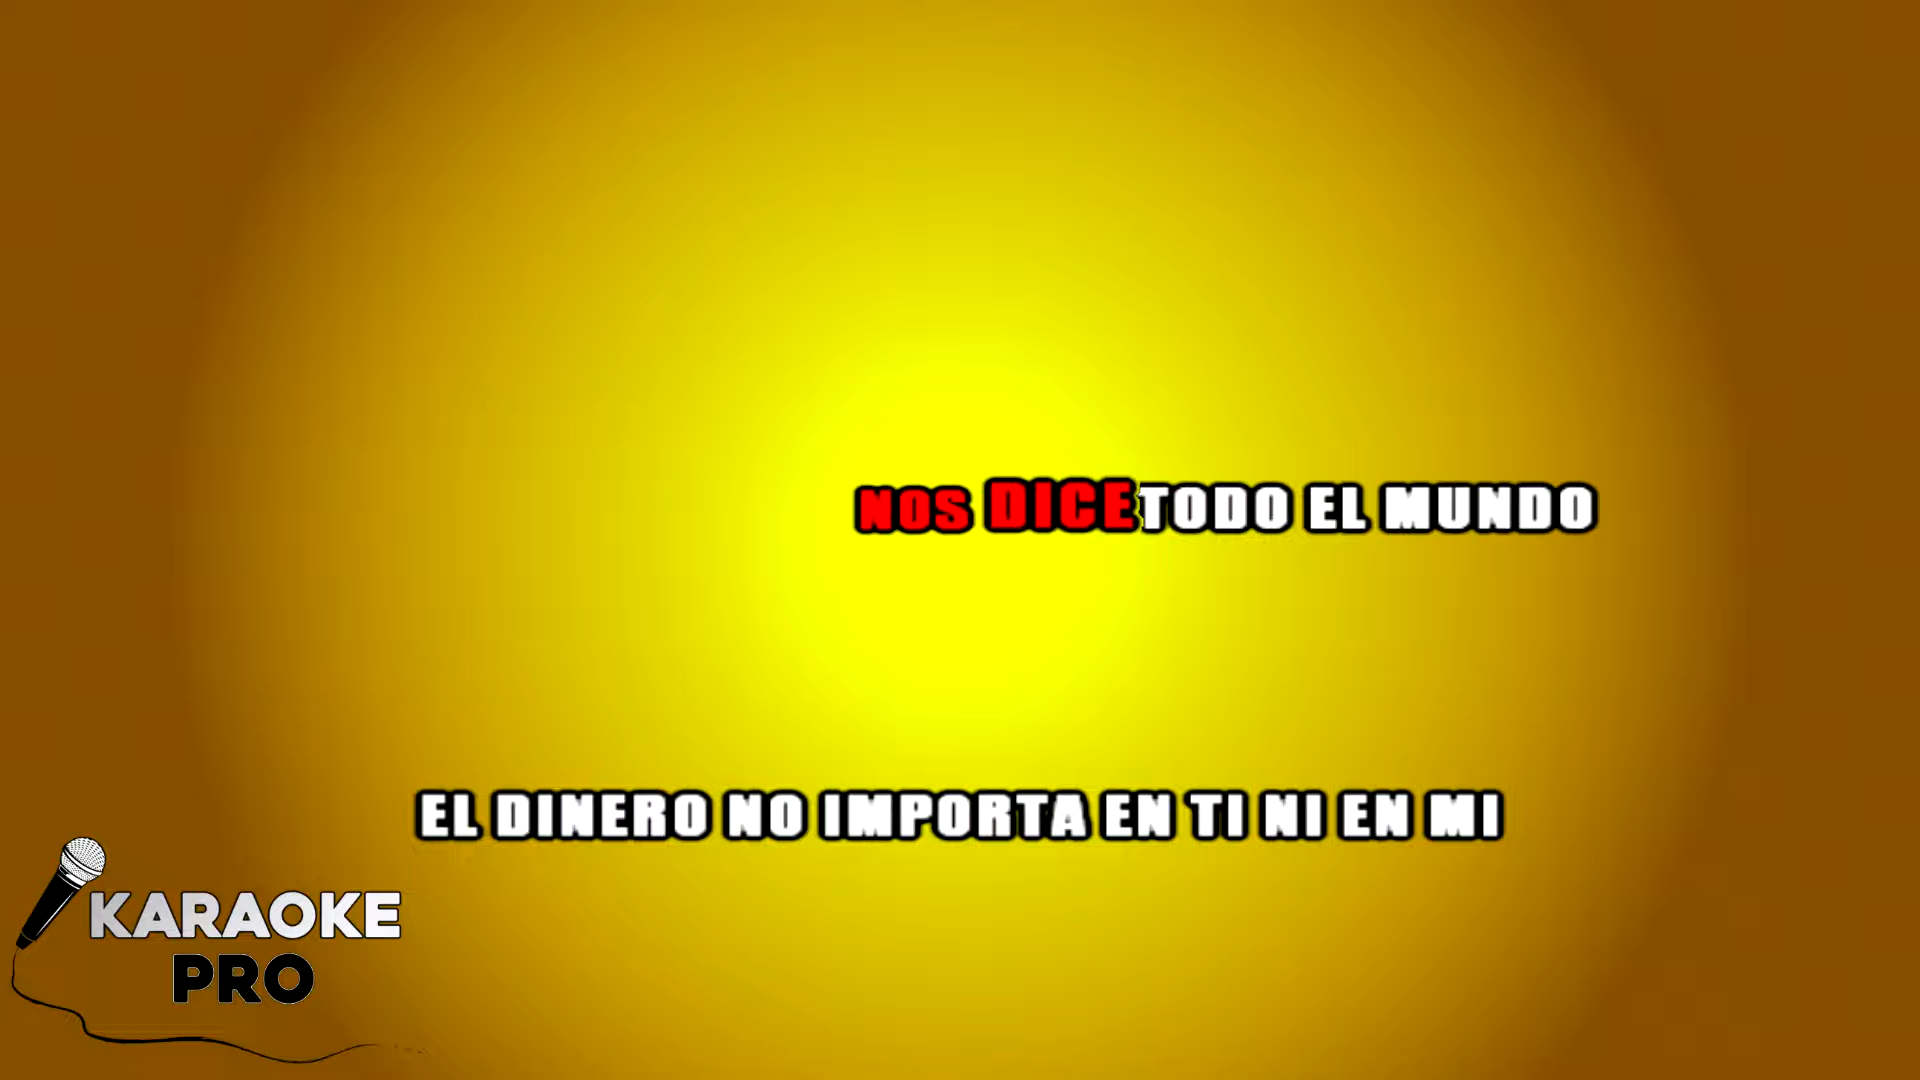 NOS DICE TODO EL MUNDO
EL DINERO NO IMPORTA EN TI NI EN MI
KARAOKE
PRO